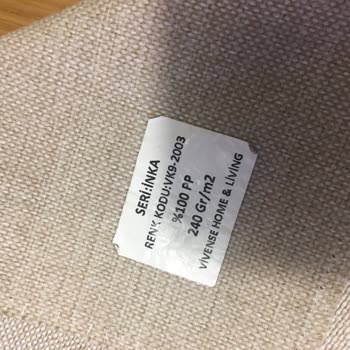 SERİ:İNKA
RENK KODU:VK9-2003
%100 PP
240 Gr/m2
VİVENSE HOME & LİVİNG